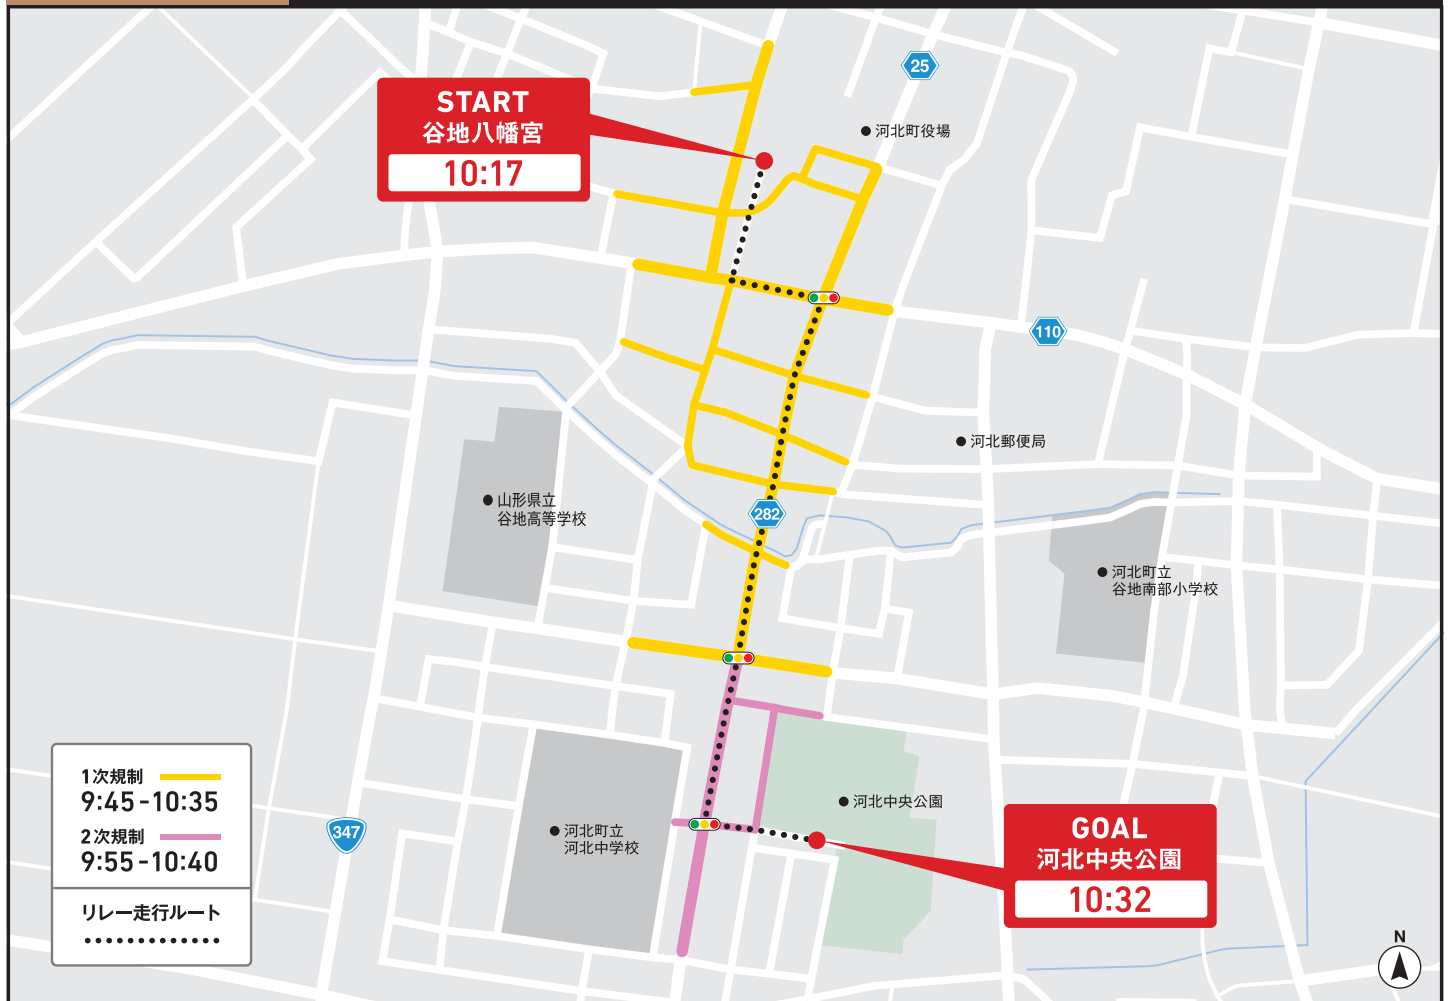 START
谷地八幡宮
10:17
25
河北町役場
110
河北郵便局
山形県立
谷地高等学校
282
河北町立
谷地南部小学校
1次規制
9:45-10:35
2次規制
9:55-10:40
リレー走行ルート
347
河北町立
河北中学校
河北中央公園
GOAL
河北中央公園
10:32
N